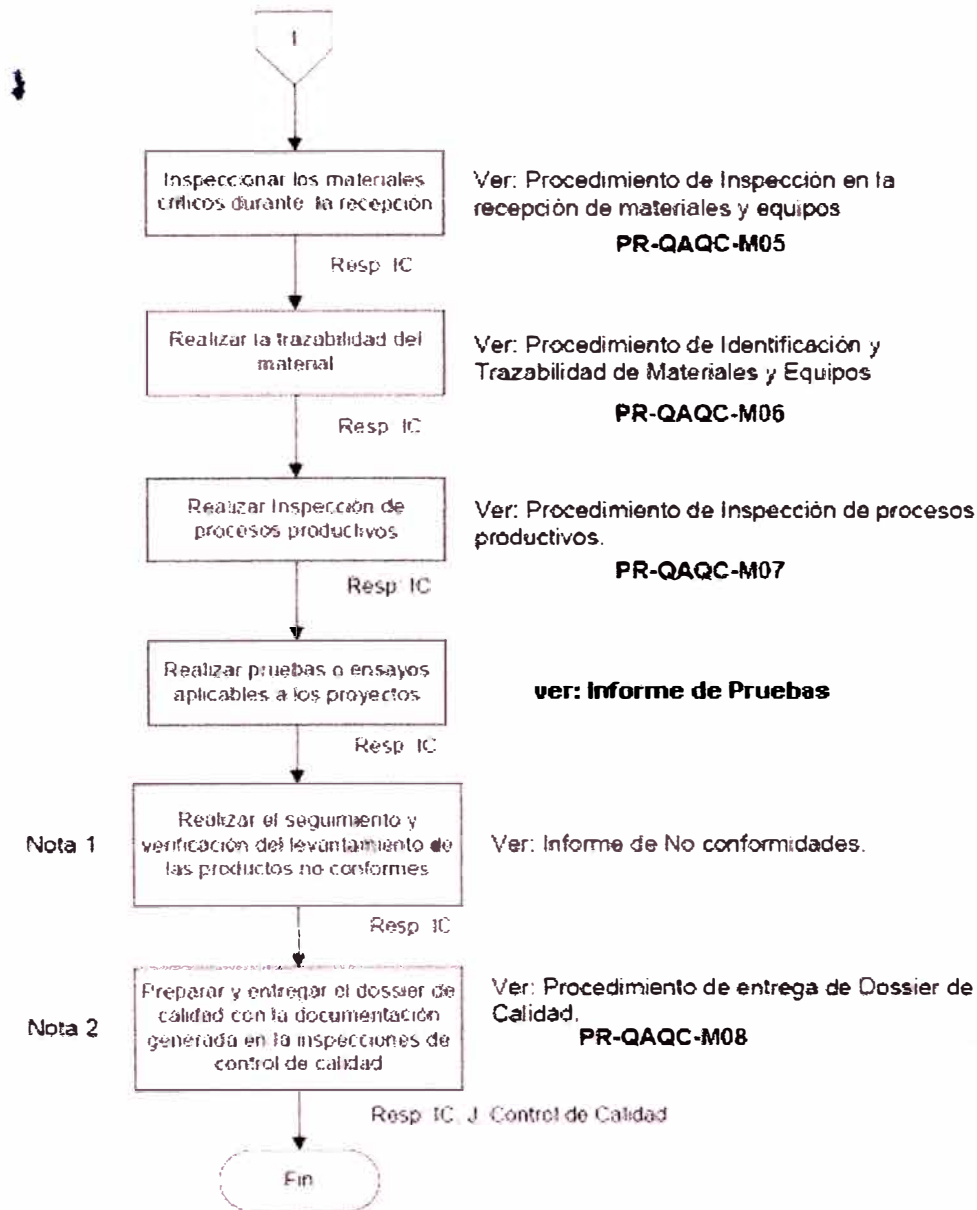 1
Inspeccionar los materiales
críticos durante la recepción
Ver: Procedimiento de Inspección en la
recepción de materiales y equipos
PR-QAQC-M05
Resp. IC
Realizar la trazabilidad del
material
Ver: Procedimiento de Identificación y
Trazabilidad de Materiales y Equipos
PR-QAQC-M06
Resp. IC
Realizar Inspección de
procesos productivos
Ver: Procedimiento de Inspección de procesos
productivos.
PR-QAQC-M07
Resp. IC
Realizar pruebas o ensayos
aplicables a los proyectos
ver: Informe de Pruebas
Resp. IC
Nota 1
Realizar el seguimiento y
verificación del levantamiento de
las productos no conformes
Ver: Informe de No conformidades.
Resp. IC
Nota 2
Preparar y entregar el dossier de
calidad con la documentación
generada en la inspecciones de
control de calidad
Ver: Procedimiento de entrega de Dossier de
Calidad.
PR-QAQC-M08
Resp. IC, J. Control de Calidad
Fin